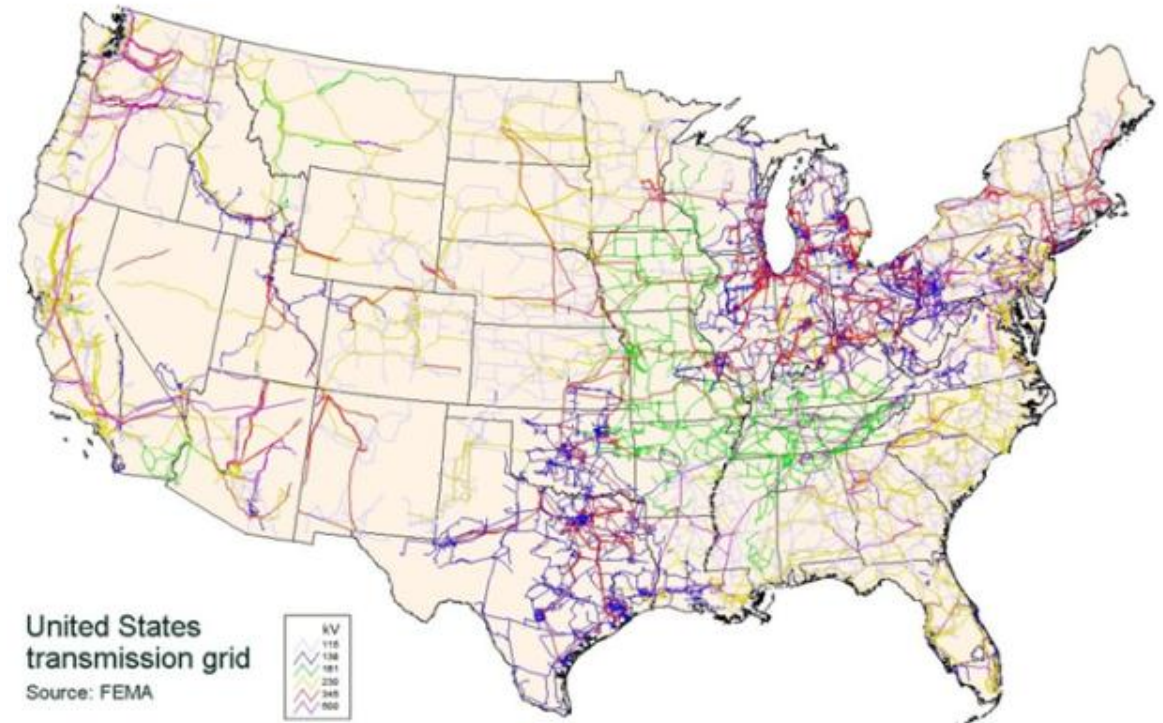 United States
transmission grid
Source: FEMA
kV
115
138
161
230
345
500